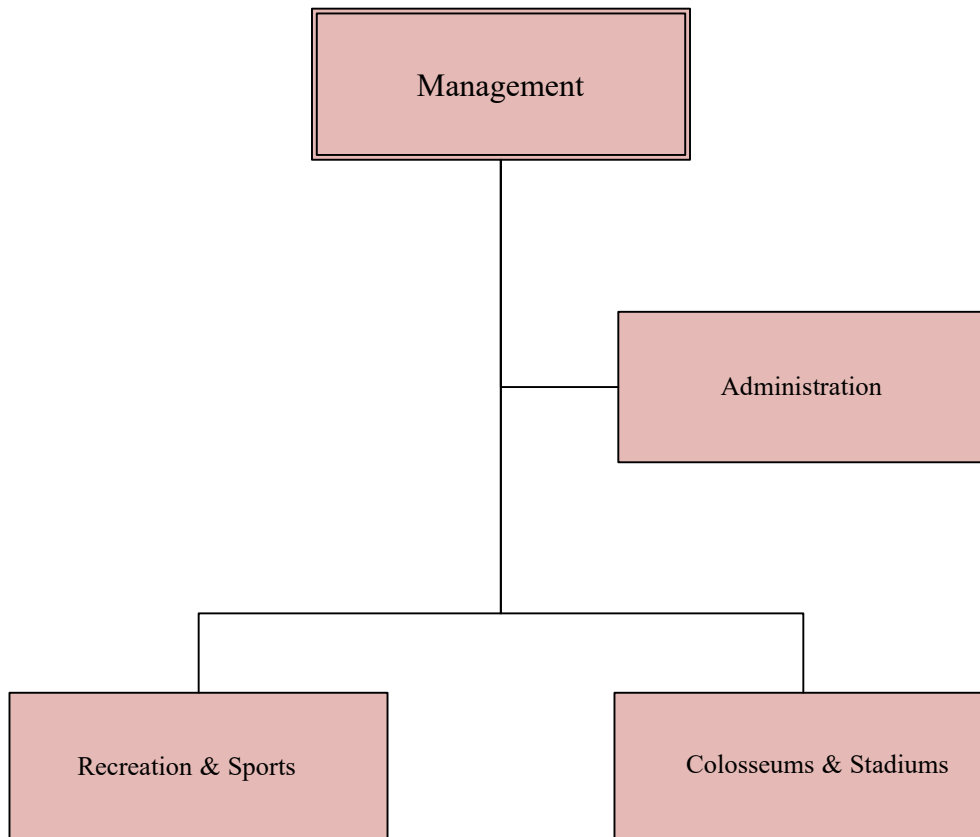 Management
Administration
Recreation & Sports
Colosseums & Stadiums